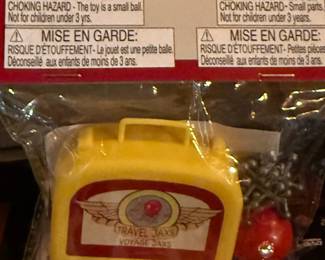 CHOKING HAZARD - The toy is a small ball.
Not for children under 3 yrs.
CHOKING HAZARD - Small parts.
Not for children under 3 years.
MISE EN GARDE:
RISQUE D'ÉTOUFFEMENT- Le jouet est une petite balle.
Déconseillé aux enfants de moins de 3 ans.
MISE EN GARDE:
RISQUE D'ÉTOUFFEMENT- Petites pièces
Déconseillé aux enfants de moins de 3 ans.
TRAVEL JAXS
VOYAGE JAXS